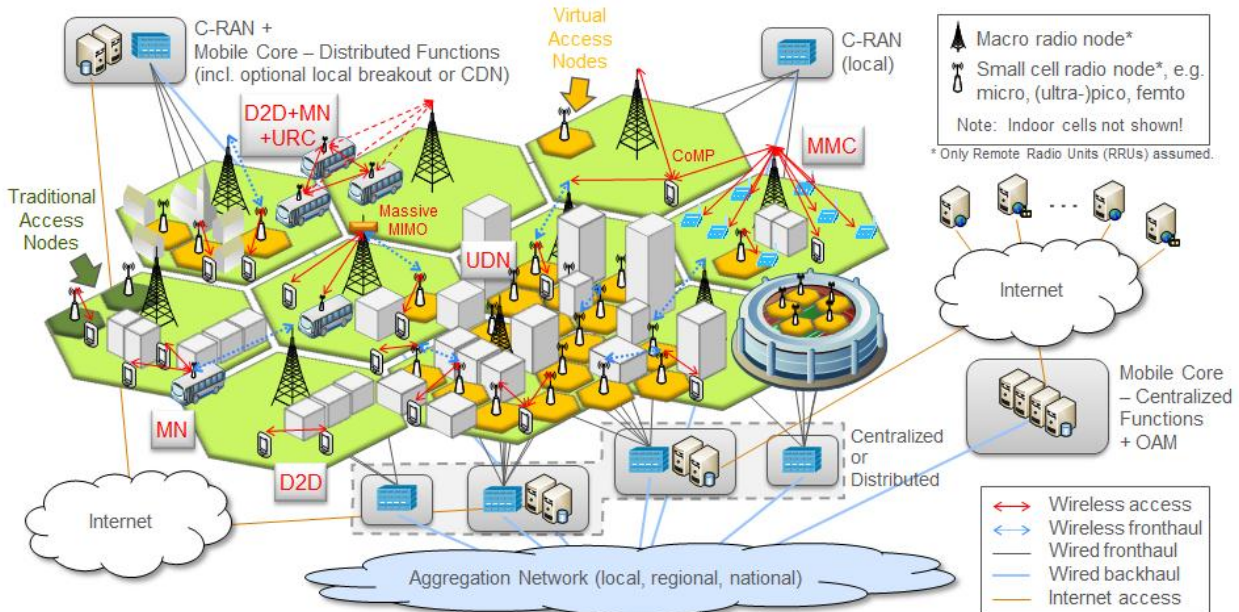 C-RAN +
Mobile Core – Distributed Functions
(incl. optional local breakout or CDN)
Virtual
Access
Nodes
C-RAN
(local)
Macro radio node*
Small cell radio node*, e.g.
micro, (ultra-)pico, femto
Note: Indoor cells not shown!
* Only Remote Radio Units (RRUs) assumed.
D2D+MN
+URC
CoMP
MMC
Traditional
Access
Nodes
Massive
MIMO
UDN
Internet
MN
D2D
Centralized
or
Distributed
Mobile Core
– Centralized
Functions
+ OAM
Internet
Aggregation Network (local, regional, national)
Wireless access
Wireless fronthaul
Wired fronthaul
Wired backhaul
Internet access